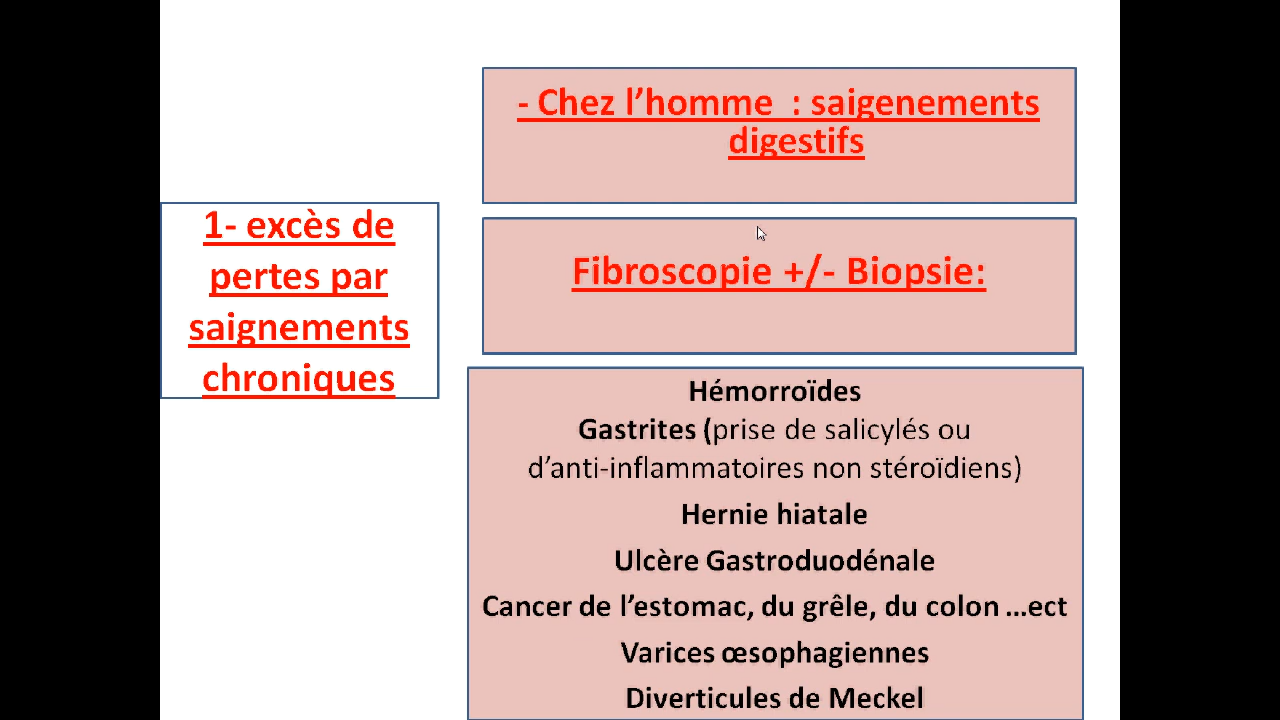 - Chez l’homme  : saigenements
digestifs
1- excès de
pertes par
saignements
chroniques
Fibroscopie +/- Biopsie:
Hémorroïdes
Gastrites (prise de salicylés ou
d’anti-inflammatoires non stéroïdiens)
Hernie hiatale
Ulcère Gastroduodénale
Cancer de l’estomac, du grêle, du colon …ect
Varices œsophagiennes
Diverticules de Meckel